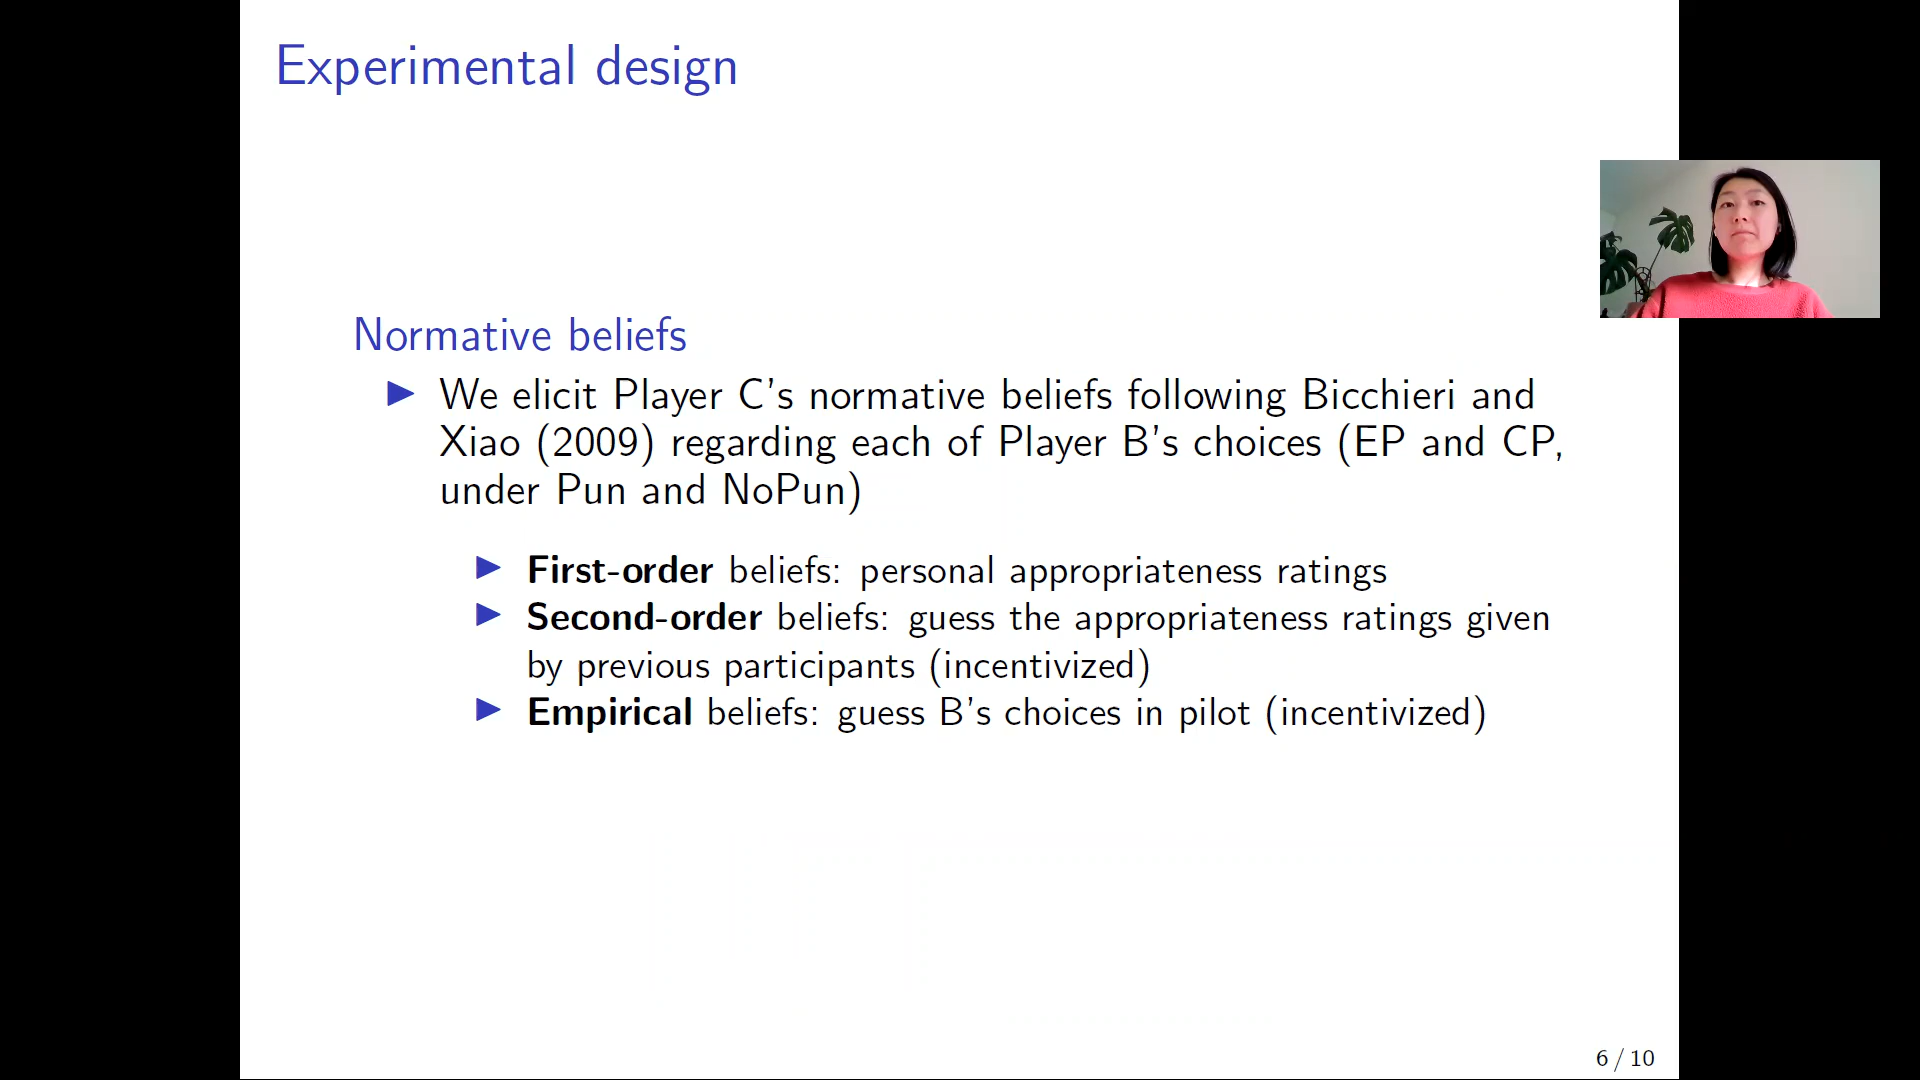 Experimental design
Normative beliefs
We elicit Player C's normative beliefs following Bicchieri and
Xiao (2009) regarding each of Player B's choices (EP and CP,
under Pun and NoPun)
First-order beliefs: personal appropriateness ratings
Second-order beliefs: guess the appropriateness ratings given
by previous participants (incentivized)
Empirical beliefs: guess B's choices in pilot (incentivized)
6 / 10